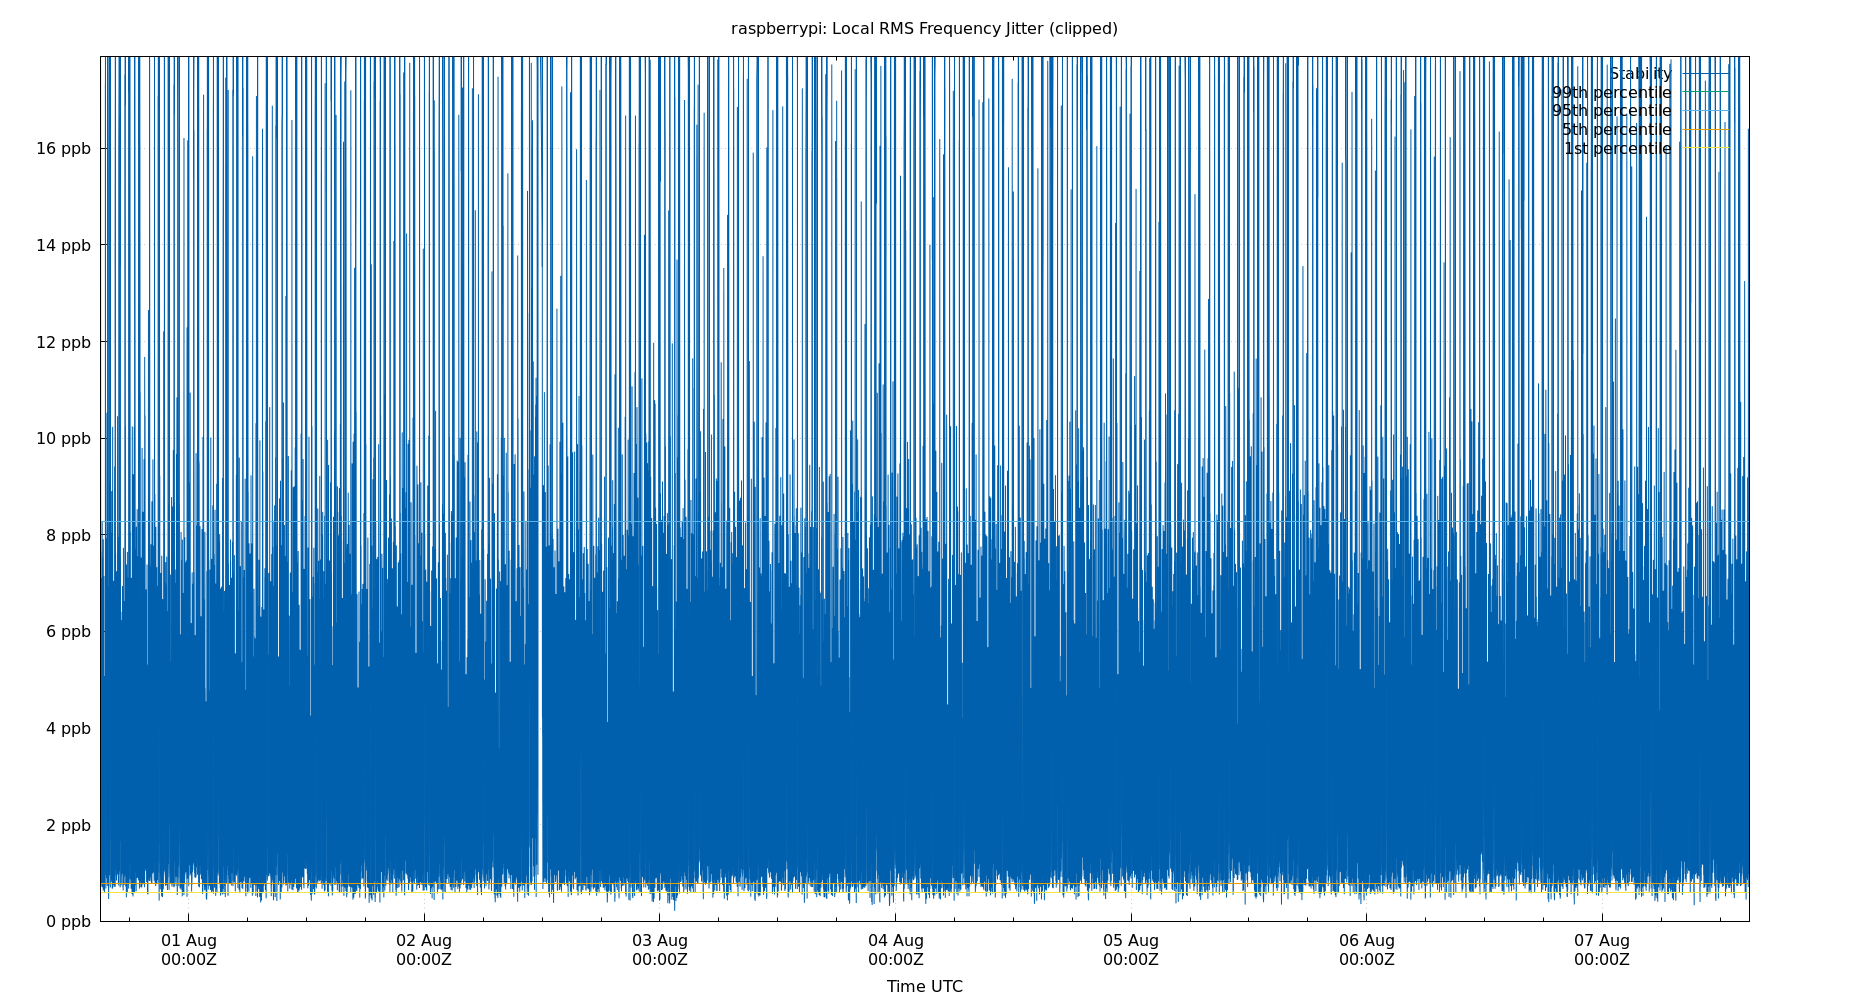 raspberrypi: Local RMS Frequency Jitter (clipped)
Stability
99th percentile
95th percentile
5th percentile
1st percentile
16 ppb
14 ppb
12 ppb
10 ppb
8 ppb
6 ppb
4 ppb
2 ppb
0 ppb
01 Aug 02 Aug 03 Aug 04 Aug 05 Aug 06 Aug 07 Aug
00:00Z 00:00Z 00:00Z 00:00Z 00:00Z 00:00Z 00:00Z
Time UTC